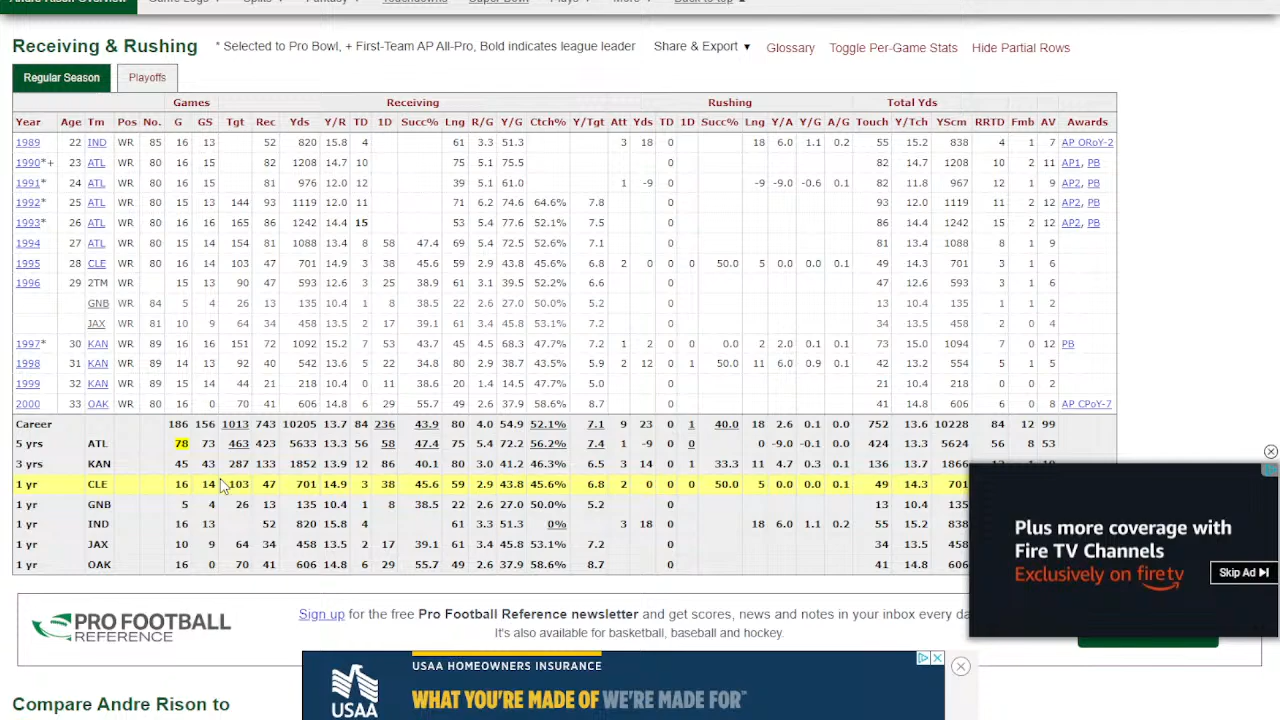 Andre Rison Overview Game Logs Splits Fantasy Touchdowns Super Bowl Plays More Back to top
Receiving & Rushing * Selected to Pro Bowl, + First-Team AP All-Pro, Bold indicates league leader Share & Export ▼ Glossary Toggle Per-Game Stats Hide Partial Rows
Regular Season Playoffs
Games Receiving Rushing Total Yds
Year Age Tm Pos No. G GS Tgt Rec Yds Y/R TD 1D Succ% Lng R/G Y/G Ctch% Y/Tgt Att Yds TD 1D Succ% Lng Y/A Y/G A/G Touch Y/Tch YScm RRTD Fmb AV Awards
1989 22 IND WR 85 16 13 52 820 15.8 4 61 3.3 51.3 3 18 0 18 6.0 1.1 0.2 55 15.2 838 4 1 7 AP ORoY-2
1990*+ 23 ATL WR 80 16 15 82 1208 14.7 10 75 5.1 75.5 0 82 14.7 1208 10 2 11 AP1, PB
1991* 24 ATL WR 80 16 15 81 976 12.0 12 39 5.1 61.0 1 -9 0 -9 -9.0 -0.6 0.1 82 11.8 967 12 1 9 AP2, PB
1992* 25 ATL WR 80 15 15 144 93 1119 12.0 11 71 6.2 74.6 64.6% 7.8 0 93 12.0 1119 11 2 12 AP2, PB
1993* 26 ATL WR 80 16 14 165 86 1242 14.4 15 53 5.4 77.6 52.1% 7.5 0 86 14.4 1242 15 2 12 AP2, PB
1994 27 ATL WR 80 15 14 154 81 1088 13.4 8 58 47.4 69 5.4 72.5 52.6% 7.1 0 81 13.4 1088 8 1 9
1995 28 CLE WR 80 16 14 103 47 701 14.9 3 38 45.6 59 2.9 43.8 45.6% 6.8 2 0 0 0 50.0 5 0.0 0.0 0.1 49 14.3 701 3 1 6
1996 29 2TM WR 15 13 90 47 593 12.6 3 25 38.9 61 3.1 39.5 52.2% 6.6 0 47 12.6 593 3 1 6
GNB WR 84 5 4 26 13 135 10.4 1 8 38.5 22 2.6 27.0 50.0% 5.2 0 13 10.4 135 1 1 2
JAX WR 81 10 9 64 34 458 13.5 2 17 39.1 61 3.4 45.8 53.1% 7.2 0 34 13.5 458 2 0 4
1997* 30 KAN WR 89 16 16 151 72 1092 15.2 7 53 43.7 45 4.5 68.3 47.7% 7.2 1 2 0 0 0.0 2 2.0 0.1 0.1 73 15.0 1094 7 0 12 PB
1998 31 KAN WR 89 14 13 92 40 542 13.6 5 22 34.8 80 2.9 38.7 43.5% 5.9 2 12 0 1 50.0 11 6.0 0.9 0.1 42 13.2 554 5 1 5
1999 32 KAN WR 89 15 14 44 21 218 10.4 0 11 38.6 20 1.4 14.5 47.7% 5.0 0 21 10.4 218 0 0 2
2000 33 OAK WR 80 16 0 70 41 606 14.8 6 29 55.7 49 2.6 37.9 58.6% 8.7 0 41 14.8 606 6 0 8 AP CPoY-7
Career 186 156 1013 743 10205 13.7 84 236 43.9 80 4.0 54.9 52.1% 7.1 9 23 0 1 40.0 18 2.6 0.1 0.0 752 13.6 10228 84 12 99
5 yrs ATL 78 73 463 423 5633 13.3 56 58 47.4 75 5.4 72.2 56.2% 7.4 1 -9 0 0 0 -9.0 -0.1 0.0 424 13.3 5624 56 8 53
3 yrs KAN 45 43 287 133 1852 13.9 12 86 40.1 80 3.0 41.2 46.3% 6.5 3 14 0 1 33.3 11 4.7 0.3 0.1 136 13.7 1866
1 yr CLE 16 14 103 47 701 14.9 3 38 45.6 59 2.9 43.8 45.6% 6.8 2 0 0 0 50.0 5 0.0 0.0 0.1 49 14.3 701
1 yr GNB 5 4 26 13 135 10.4 1 8 38.5 22 2.6 27.0 50.0% 5.2 0 13 10.4 135
1 yr IND 16 13 52 820 15.8 4 61 3.3 51.3 0% 3 18 0 18 6.0 1.1 0.2 55 15.2 838
1 yr JAX 10 9 64 34 458 13.5 2 17 39.1 61 3.4 45.8 53.1% 7.2 0 34 13.5 458
1 yr OAK 16 0 70 41 606 14.8 6 29 55.7 49 2.6 37.9 58.6% 8.7 0 41 14.8 606
Plus more coverage with
Fire TV Channels
Exclusively on firetv
Skip Ad
PRO FOOTBALL
REFERENCE
Sign up for the free Pro Football Reference newsletter and get scores, news and notes in your inbox every
It's also available for basketball, baseball and hockey.
USAA HOMEOWNERS INSURANCE
WHAT YOU'RE MADE OF WE'RE MADE FOR
USAA
Compare Andre Rison to